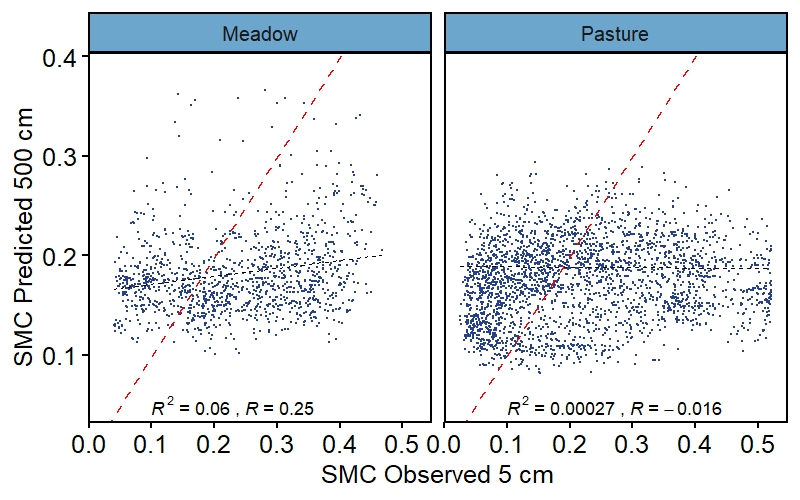 Meadow
Pasture
SMC Predicted 500 cm
0.4
0.3
0.2
0.1
R² = 0.06 , R = 0.25
R² = 0.00027 , R = −0.016
0.0 0.1 0.2 0.3 0.4 0.5
0.0 0.1 0.2 0.3 0.4 0.5
SMC Observed 5 cm